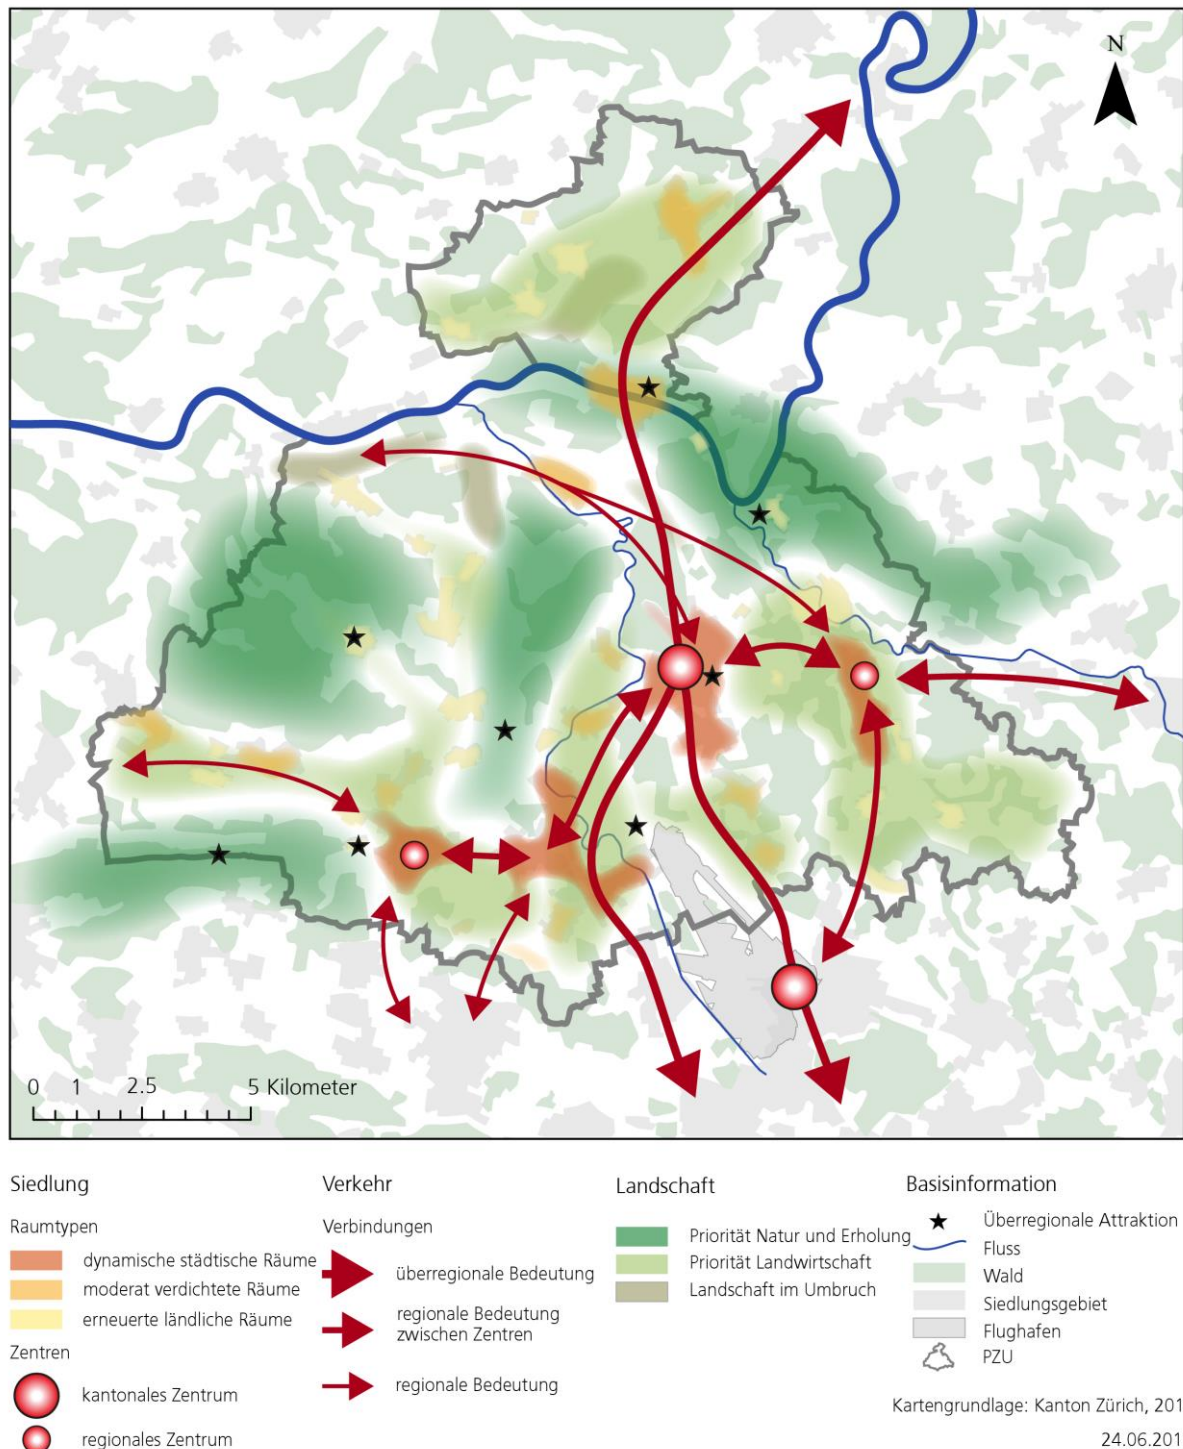 N
0 1 2.5 5 Kilometer
Siedlung
Raumtypen
dynamische städtische Räume
moderat verdichtete Räume
erneuerte ländliche Räume
Zentren
kantonales Zentrum
regionales Zentrum
Verkehr
Verbindungen
überregionale Bedeutung
regionale Bedeutung
zwischen Zentren
regionale Bedeutung
Landschaft
Priorität Natur und Erholung
Priorität Landwirtschaft
Landschaft im Umbruch
Basisinformation
Überregionale Attraktion
Fluss
Wald
Siedlungsgebiet
Flughafen
PZU
Kartengrundlage: Kanton Zürich, 201
24.06.201